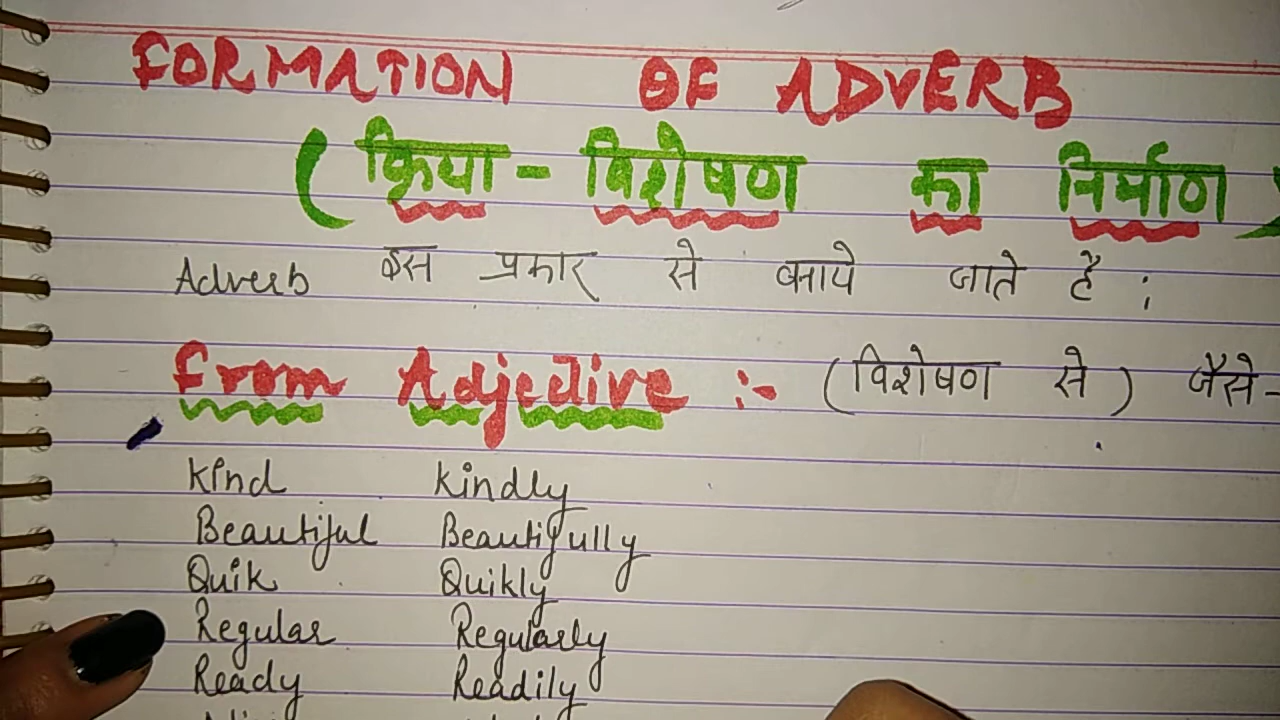 FORMATION OF ADVERB
(क्रिया - विशेषण का निर्माण)
Adverb इस प्रकार से बनाये जाते है :
from Adjective :- (विशेषण से) जैसे-
Kind Kindly
Beautiful Beautifully
Quik Quikly
Regular Regularly
Ready Readily